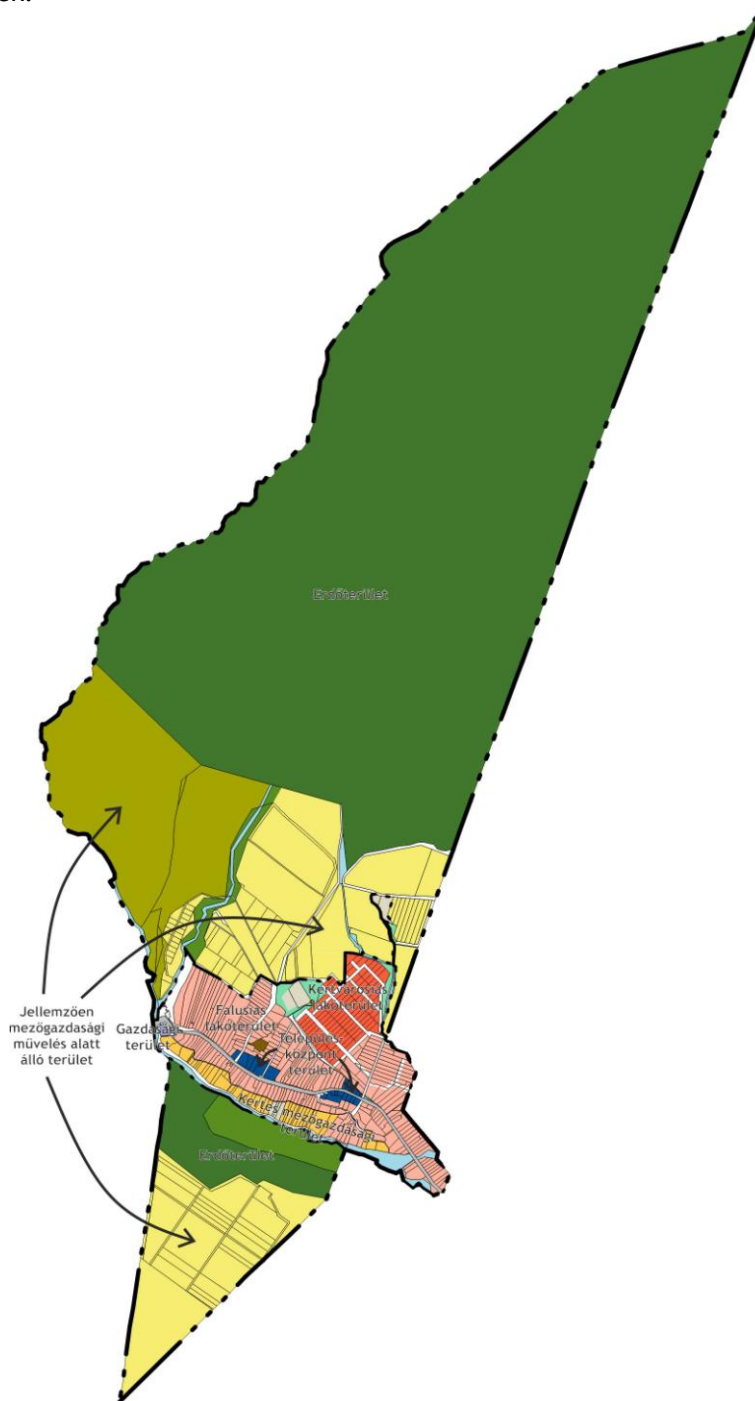 Erdőterület
Kertvárosias
lakóterület
Falusias
lakóterület
Gazdasági
terület
Település
központ
terület
Jellemzően
mezőgazdasági
művelés alatt
álló terület
Kertes mezőgazdasági
terület
Erdőterület